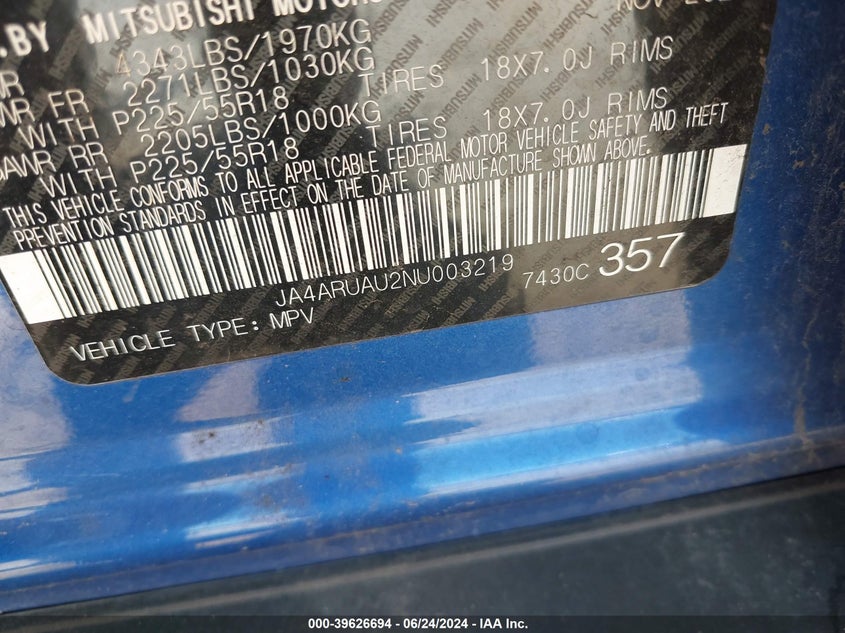 .BY MITSUBISHI MOTORS NOV 202
WR 4343LBS/1970KG
WR FR 2271LBS/1030KG
WITH P225/55R18 TIRES 18X7.0J RIMS
GAWR RR 2205LBS/1000KG
WITH P225/55R18 TIRES 18X7.0J RIMS
THIS VEHICLE CONFORMS TO ALL APPLICABLE FEDERAL MOTOR VEHICLE SAFETY AND THEFT
PREVENTION STANDARDS IN EFFECT ON THE DATE OF MANUFACTURE SHOWN ABOVE.
JA4ARUAU2NU003219 7430C 357
VEHICLE TYPE: MPV
000-39626694 - 06/24/2024 - IAA Inc.